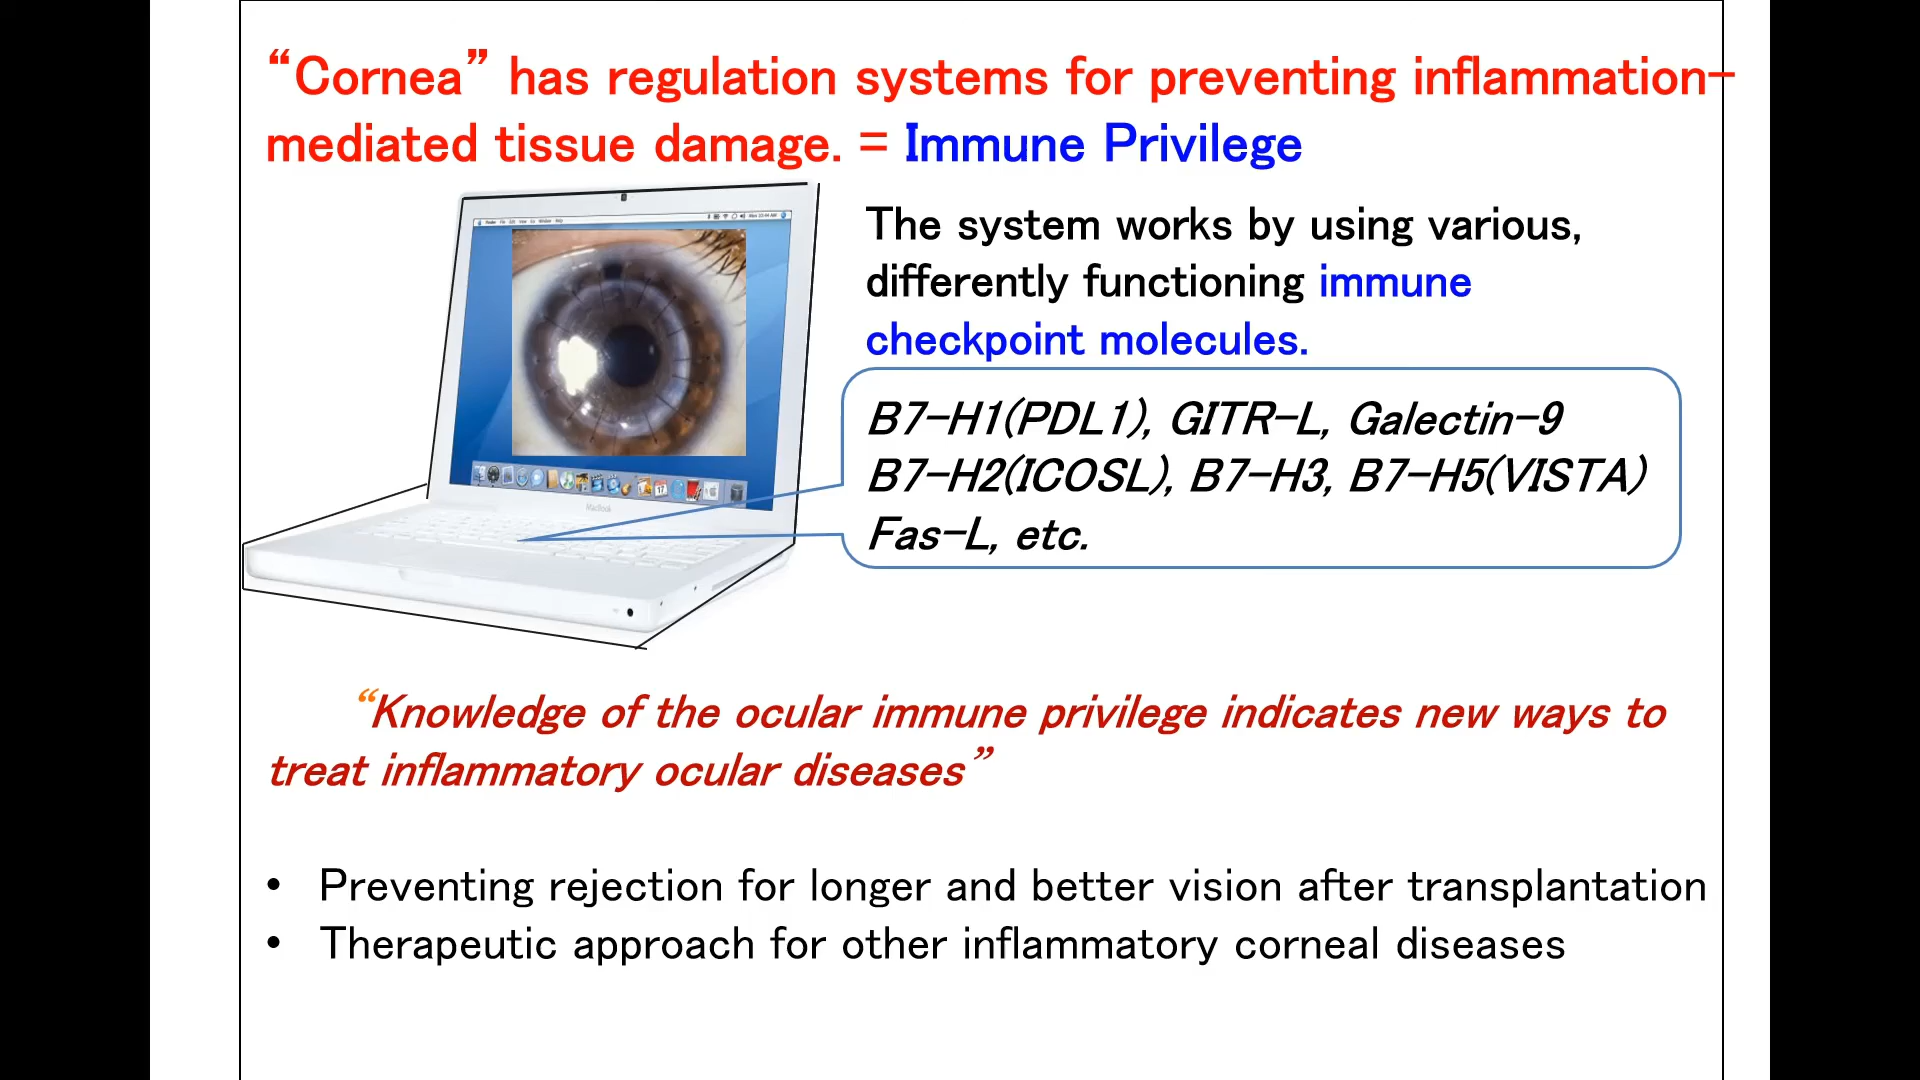 “Cornea” has regulation systems for preventing inflammation-
mediated tissue damage. = Immune Privilege
The system works by using various,
differently functioning immune
checkpoint molecules.
B7-H1(PDL1), GITR-L, Galectin-9
B7-H2(ICOSL), B7-H3, B7-H5(VISTA)
Fas-L, etc.
MacBook
“Knowledge of the ocular immune privilege indicates new ways to
treat inflammatory ocular diseases”
• Preventing rejection for longer and better vision after transplantation
• Therapeutic approach for other inflammatory corneal diseases